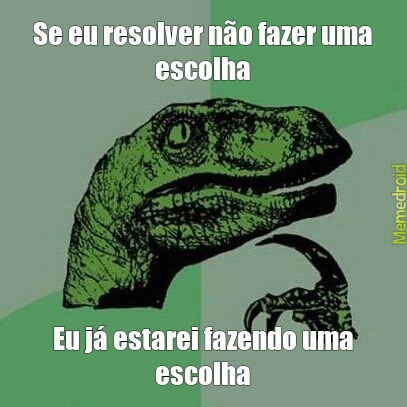 Se eu resolver não fazer uma
escolha
Memedroid
Eu já estarei fazendo uma
escolha